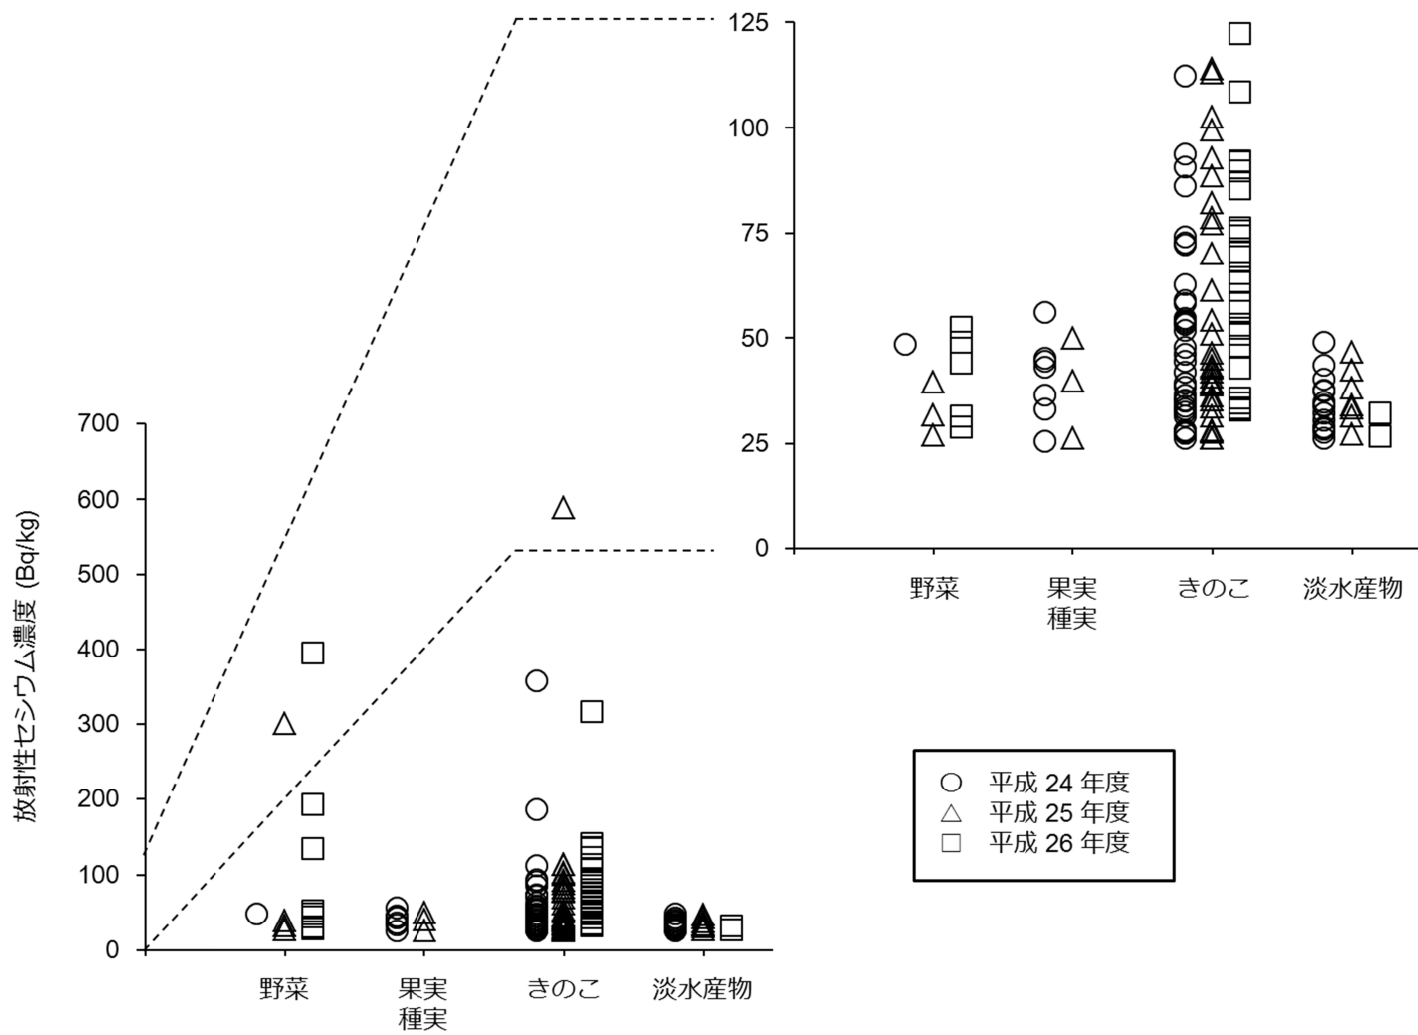 125
100
75
50
25
0
野菜
果実
種実
きのこ
淡水産物
放射性セシウム濃度 (Bq/kg)
700
600
500
400
300
200
100
0
野菜
果実
種実
きのこ
淡水産物
平成 24 年度
平成 25 年度
平成 26 年度